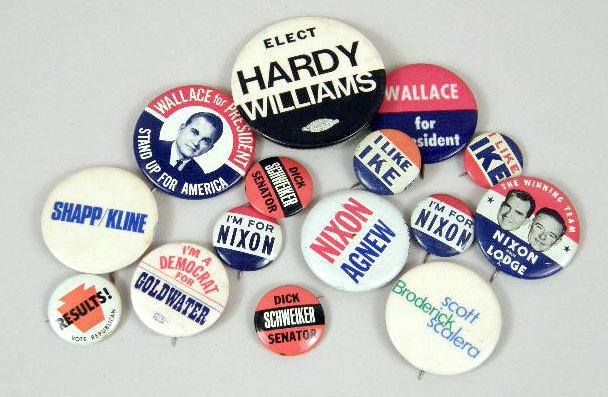 ELECT
HARDY
WILLIAMS
WALLACE for PRESIDENT
STAND UP FOR AMERICA
WALLACE
for
President
I LIKE
IKE
I LIKE
IKE
DICK
SCHWEIKER
SENATOR
SHAPP/KLINE
I'M FOR
NIXON
NIXON
AGNEW
I'M FOR
NIXON
THE WINNING TEAM
NIXON
LODGE
RESULTS!
VOTE REPUBLICAN
I'M A
DEMOCRAT
FOR
GOLDWATER
DICK
SCHWEIKER
SENATOR
scott
Broderick
scalera